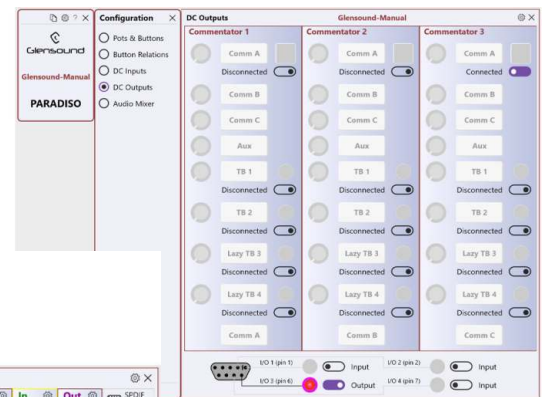 Configuration
Glensound
Glensound-Manual
PARADISO
Pots & Buttons
Button Relations
DC Inputs
DC Outputs
Audio Mixer
DC Outputs
Glensound-Manual
Commentator 1
Comm A
Disconnected
Comm B
Comm C
Aux
TB 1
Disconnected
TB 2
Disconnected
Lazy TB 3
Disconnected
Lazy TB 4
Disconnected
Comm A
Commentator 2
Comm A
Disconnected
Comm B
Comm C
Aux
TB 1
Disconnected
TB 2
Disconnected
Lazy TB 3
Disconnected
Lazy TB 4
Disconnected
Comm B
Commentator 3
Comm A
Connected
Comm B
Comm C
Aux
TB 1
Disconnected
TB 2
Disconnected
Lazy TB 3
Disconnected
Lazy TB 4
Disconnected
Comm C
I/O 1 (pin 1)
Input
I/O 2 (pin 2)
Input
I/O 3 (pin 6)
Output
I/O 4 (pin 7)
Input
In
Out
SPDIF